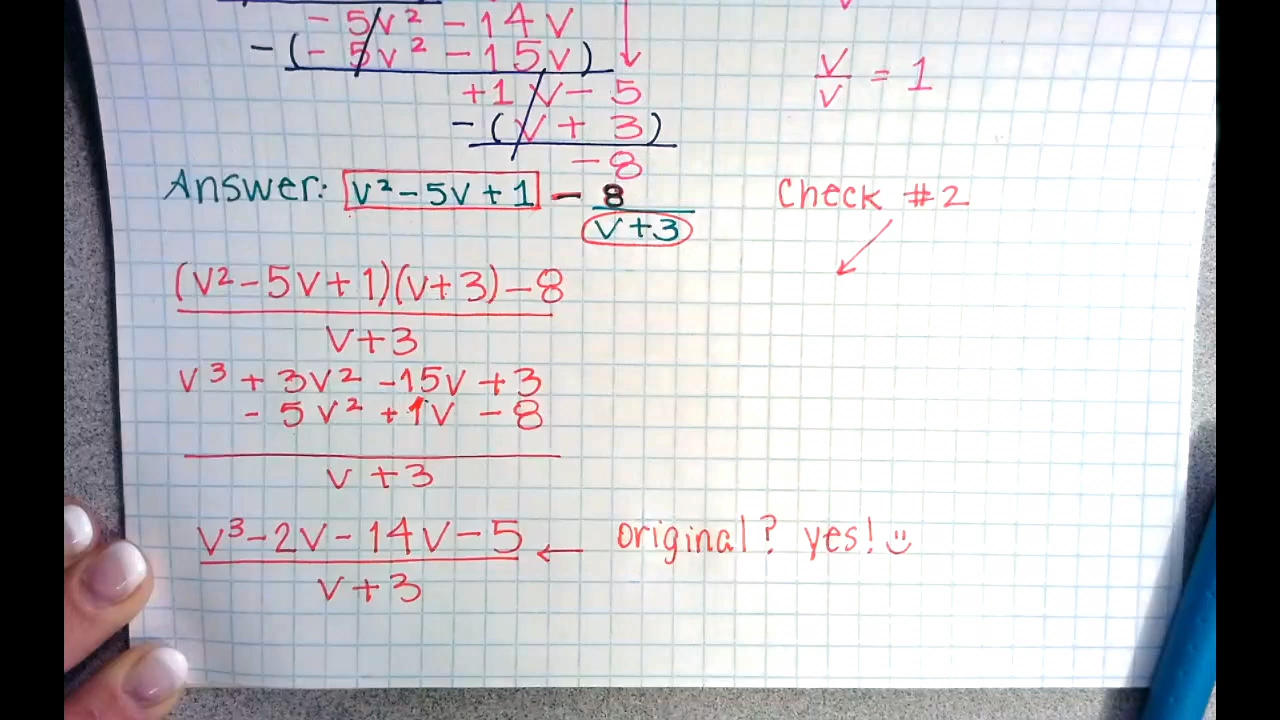 - 5v² - 14v
- (- 5v² - 15v)
v/v = 1
+1v - 5
- (v + 3)
- 8
Answer: v² - 5v + 1 - 8/(v + 3)
Check #2
(v² - 5v + 1)(v + 3) - 8
v + 3
v³ + 3v² - 15v + 3
- 5v² + 1v - 8
v + 3
v³ - 2v - 14v - 5 ← original? yes! ☺
v + 3